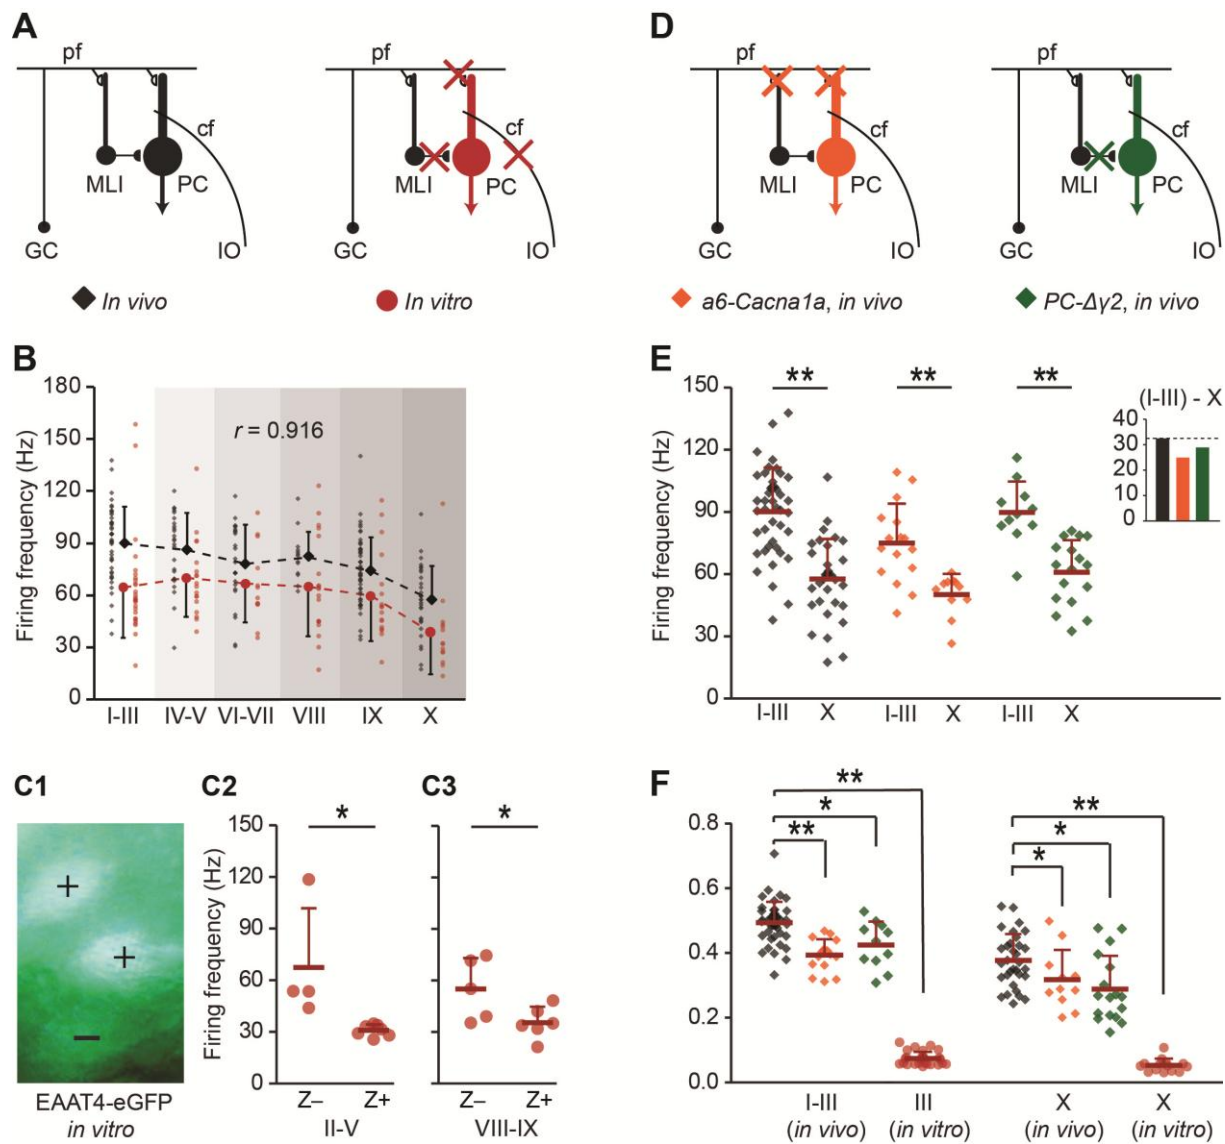 A
pf
pf
cf
cf
MLI
PC
MLI
PC
GC
IO
GC
IO
In vivo
In vitro
D
pf
pf
cf
cf
MLI
PC
MLI
PC
GC
IO
GC
IO
a6-Cacna1a, in vivo
PC-Δγ2, in vivo
B
Firing frequency (Hz)
180
150
120
90
60
30
0
r = 0.916
I-III IV-V VI-VII VIII IX X
E
Firing frequency (Hz)
150
120
90
60
30
0
** ** **
(I-III) - X
40
30
20
10
0
I-III X I-III X I-III X
C1
+
+
–
EAAT4-eGFP
in vitro
C2
Firing frequency (Hz)
150
120
90
60
30
0
*
Z– Z+
II-V
C3
*
Z– Z+
VIII-IX
F
0.8
0.6
0.4
0.2
0
**
*
**
**
*
*
I-III III X X
(in vivo) (in vitro) (in vivo) (in vitro)